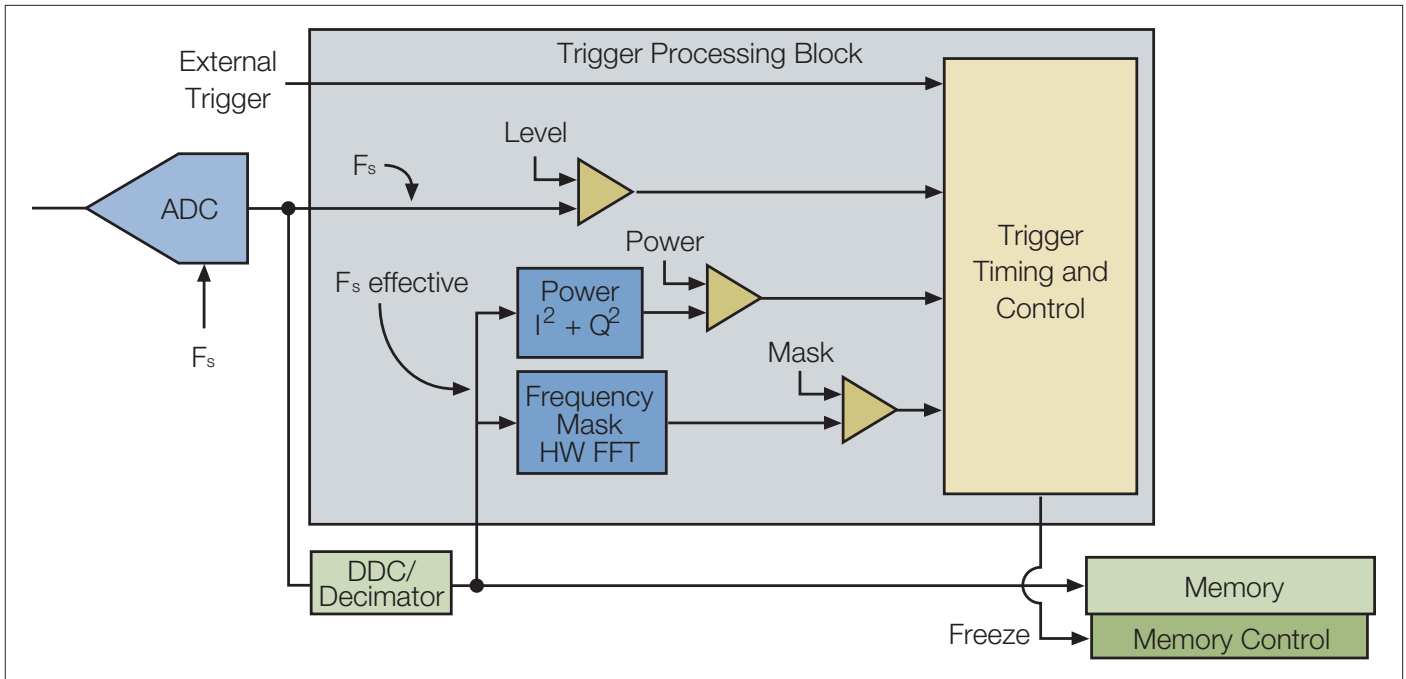 Trigger Processing Block
External
Trigger
Level
Fs
ADC
Fs
Power
Fs effective
Power
I² + Q²
Mask
Frequency
Mask
HW FFT
Trigger
Timing and
Control
DDC/
Decimator
Memory
Freeze
Memory Control